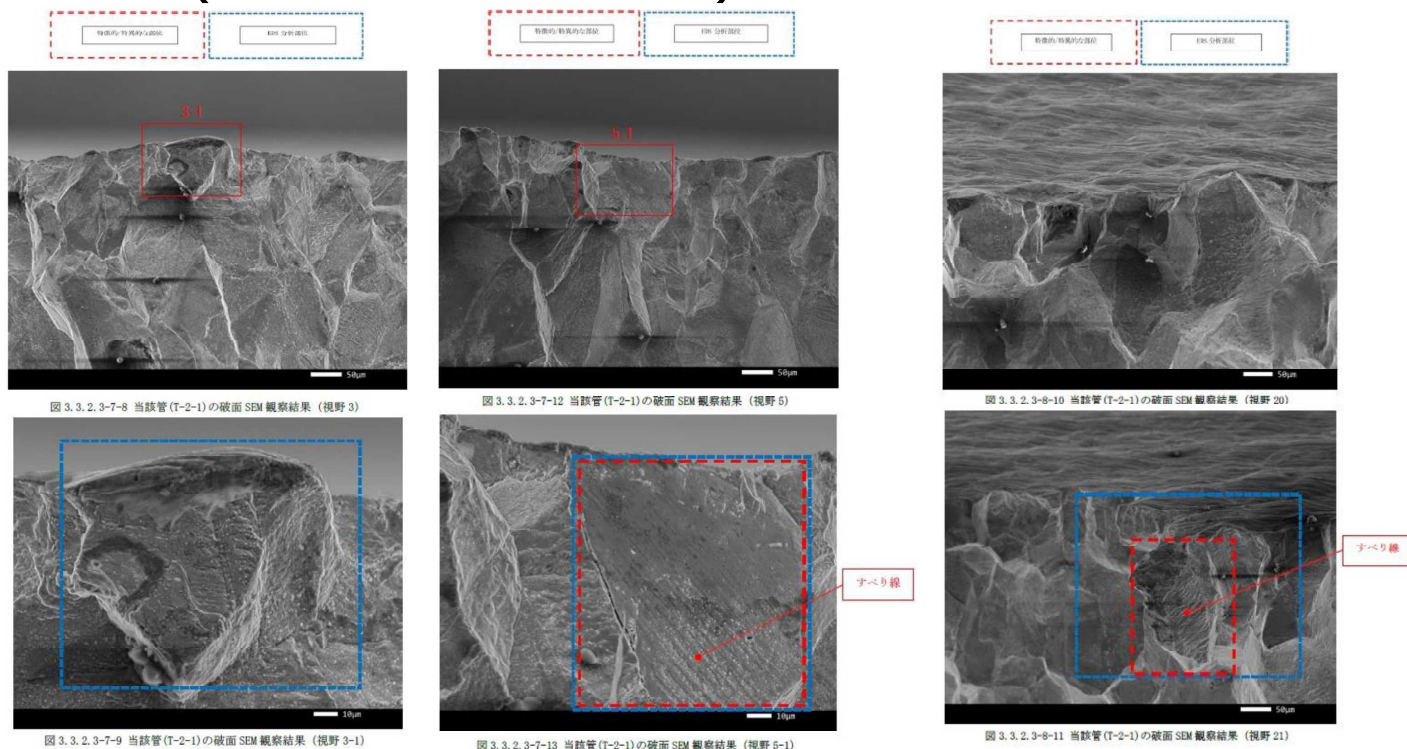 特徴的/特異的な部位
EDS 分析部位
特徴的/特異的な部位
EDS 分析部位
特徴的/特異的な部位
EDS 分析部位
3-1
50μm
5-1
50μm
50μm
図 3.3.2.3-7-8 当該管(T-2-1)の破面 SEM 観察結果 (視野 3)
図 3.3.2.3-7-12 当該管(T-2-1)の破面 SEM 観察結果 (視野 5)
図 3.3.2.3-8-10 当該管(T-2-1)の破面 SEM 観察結果 (視野 20)
10μm
すべり線
10μm
すべり線
50μm
図 3.3.2.3-7-9 当該管(T-2-1)の破面 SEM 観察結果 (視野 3-1)
図 3.3.2.3-7-13 当該管(T-2-1)の破面 SEM 観察結果 (視野 5-1)
図 3.3.2.3-8-11 当該管(T-2-1)の破面 SEM 観察結果 (視野 21)